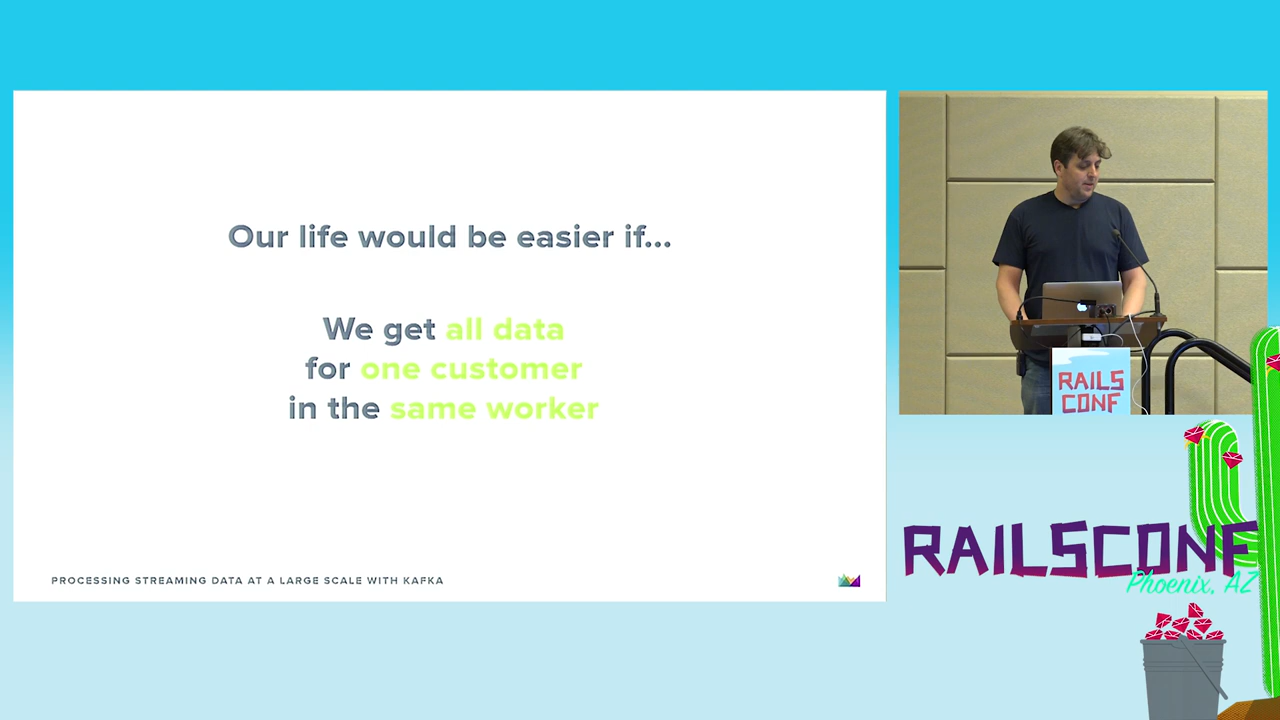 Our life would be easier if...
We get all data
for one customer
in the same worker
PROCESSING STREAMING DATA AT A LARGE SCALE WITH KAFKA
RAILS
CONF
RAILSCONF
Phoenix, AZ